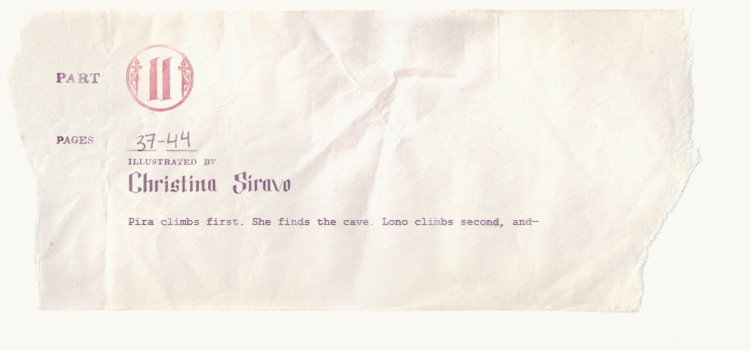 PART 11
PAGES 37-44
ILLUSTRATED BY
Christina Siravo
Pira climbs first. She finds the cave. Lono climbs second, and—